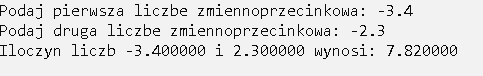 Podaj pierwsza liczbe zmiennoprzecinkowa: -3.4
Podaj druga liczbe zmiennoprzecinkowa: -2.3
Iloczyn liczb -3.400000 i 2.300000 wynosi: 7.820000